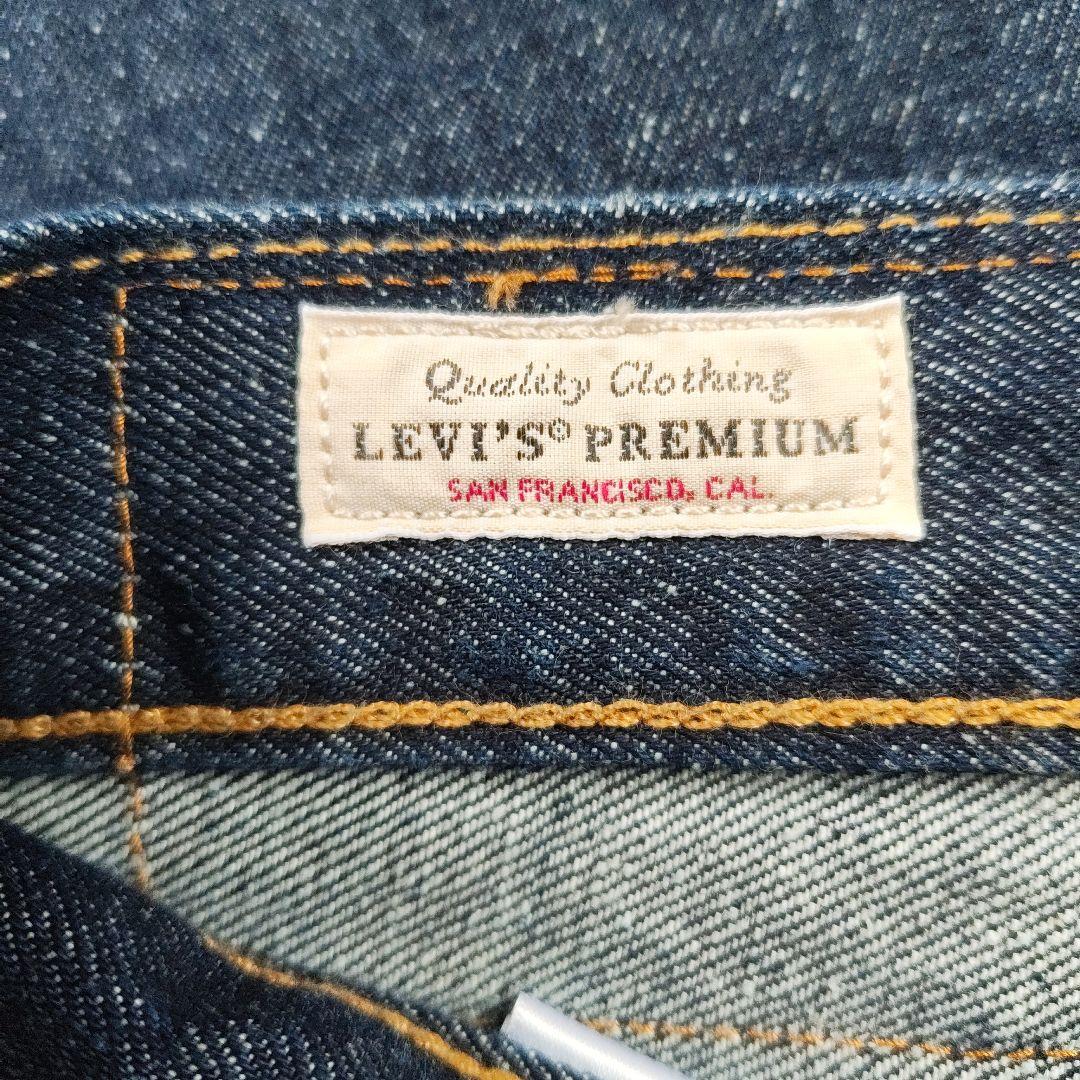 Quality Clothing
LEVI'S® PREMIUM
SAN FRANCISCO, CAL.